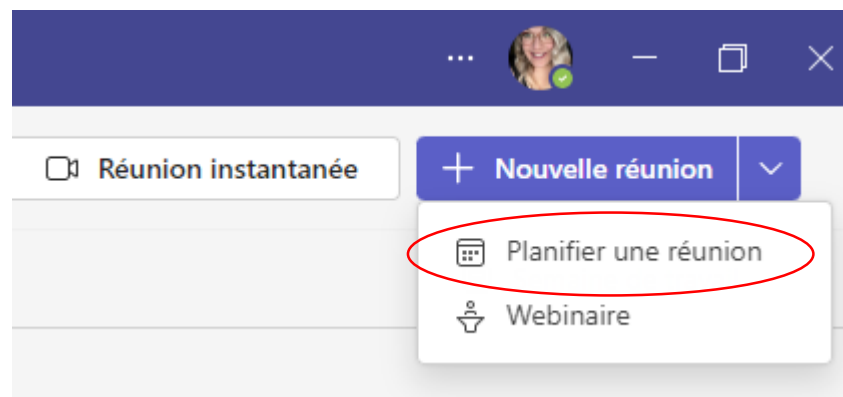 Réunion instantanée
Nouvelle réunion
Planifier une réunion
Webinaire